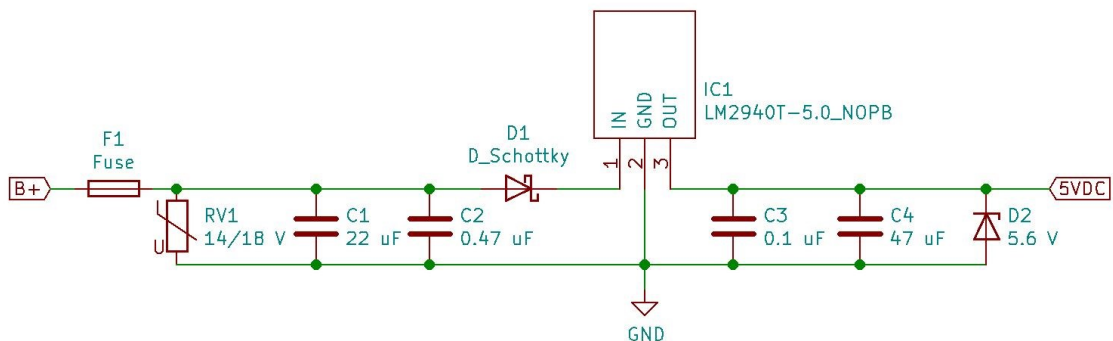 IC1
LM2940T-5.0_NOPB
IN
GND
OUT
1
2
3
F1
Fuse
D1
D_Schottky
B+
5VDC
RV1
14/18 V
U
C1
22 uF
C2
0.47 uF
C3
0.1 uF
C4
47 uF
D2
5.6 V
GND